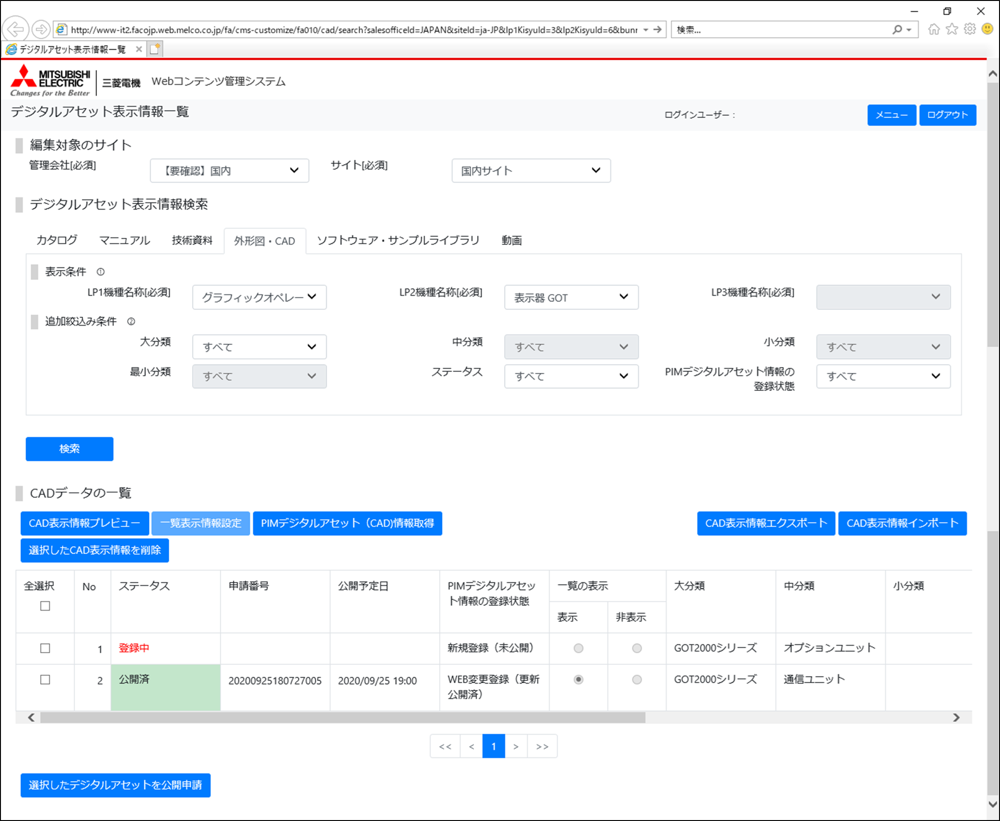 http://www-it2.facojp.web.melco.co.jp/fa/cms-customize/fa010/cad/search?salesofficeId=JAPAN&siteId=ja-JP&lp1KisyuId=3&lp2KisyuId=6&bunr
検索...
デジタルアセット表示情報一覧
MITSUBISHI ELECTRIC
Changes for the Better
三菱電機
Webコンテンツ管理システム
デジタルアセット表示情報一覧
ログインユーザー：
メニュー
ログアウト
編集対象のサイト
管理会社[必須]
【要確認】国内
サイト[必須]
国内サイト
デジタルアセット表示情報検索
カタログ
マニュアル
技術資料
外形図・CAD
ソフトウェア・サンプルライブラリ
動画
表示条件 ①
LP1機種名称[必須]
グラフィックオペレー
LP2機種名称[必須]
表示器 GOT
LP3機種名称[必須]
追加絞込み条件 ②
大分類
すべて
中分類
すべて
小分類
すべて
最小分類
すべて
ステータス
すべて
PIMデジタルアセット情報の
登録状態
すべて
検索
CADデータの一覧
CAD表示情報プレビュー
一覧表示情報設定
PIMデジタルアセット（CAD)情報取得
CAD表示情報エクスポート
CAD表示情報インポート
選択したCAD表示情報を削除
全選択
No
ステータス
申請番号
公開予定日
PIMデジタルアセッ
ト情報の登録状態
一覧の表示
表示
非表示
大分類
中分類
小分類
1
登録中
新規登録（未公開）
GOT2000シリーズ
オプションユニット
2
公開済
20200925180727005
2020/09/25 19:00
WEB変更登録（更新
公開済）
GOT2000シリーズ
通信ユニット
<< < 1 > >>
選択したデジタルアセットを公開申請